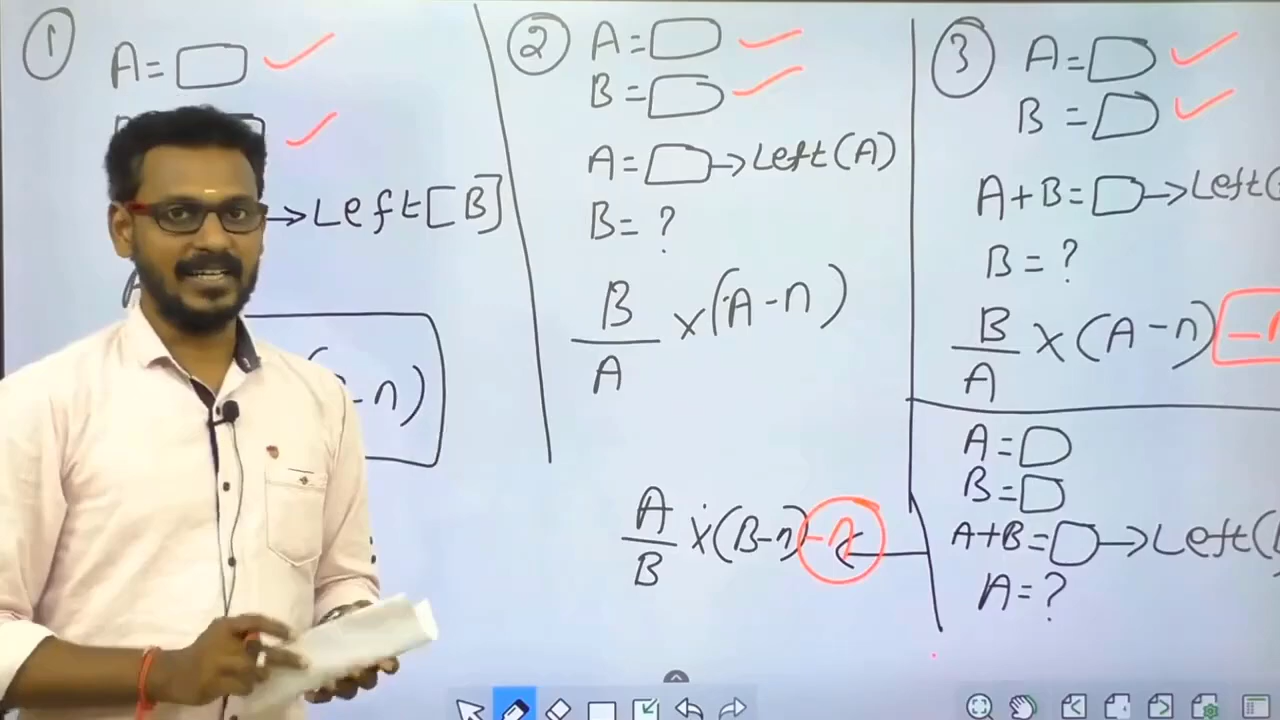 ①
A = ▢ ✓
✓
→ Left [B]
- n)
② A = ▢ ✓
B = ▢ ✓
A = ▢ → Left (A)
B = ?
B/A × (A - n)
A/B × (B - n) - n
③ A = ▢ ✓
B = ▢ ✓
A + B = ▢ → Left (
B = ?
B/A × (A - n)
A = ▢
B = ▢
A + B = ▢ → Left (
A = ?